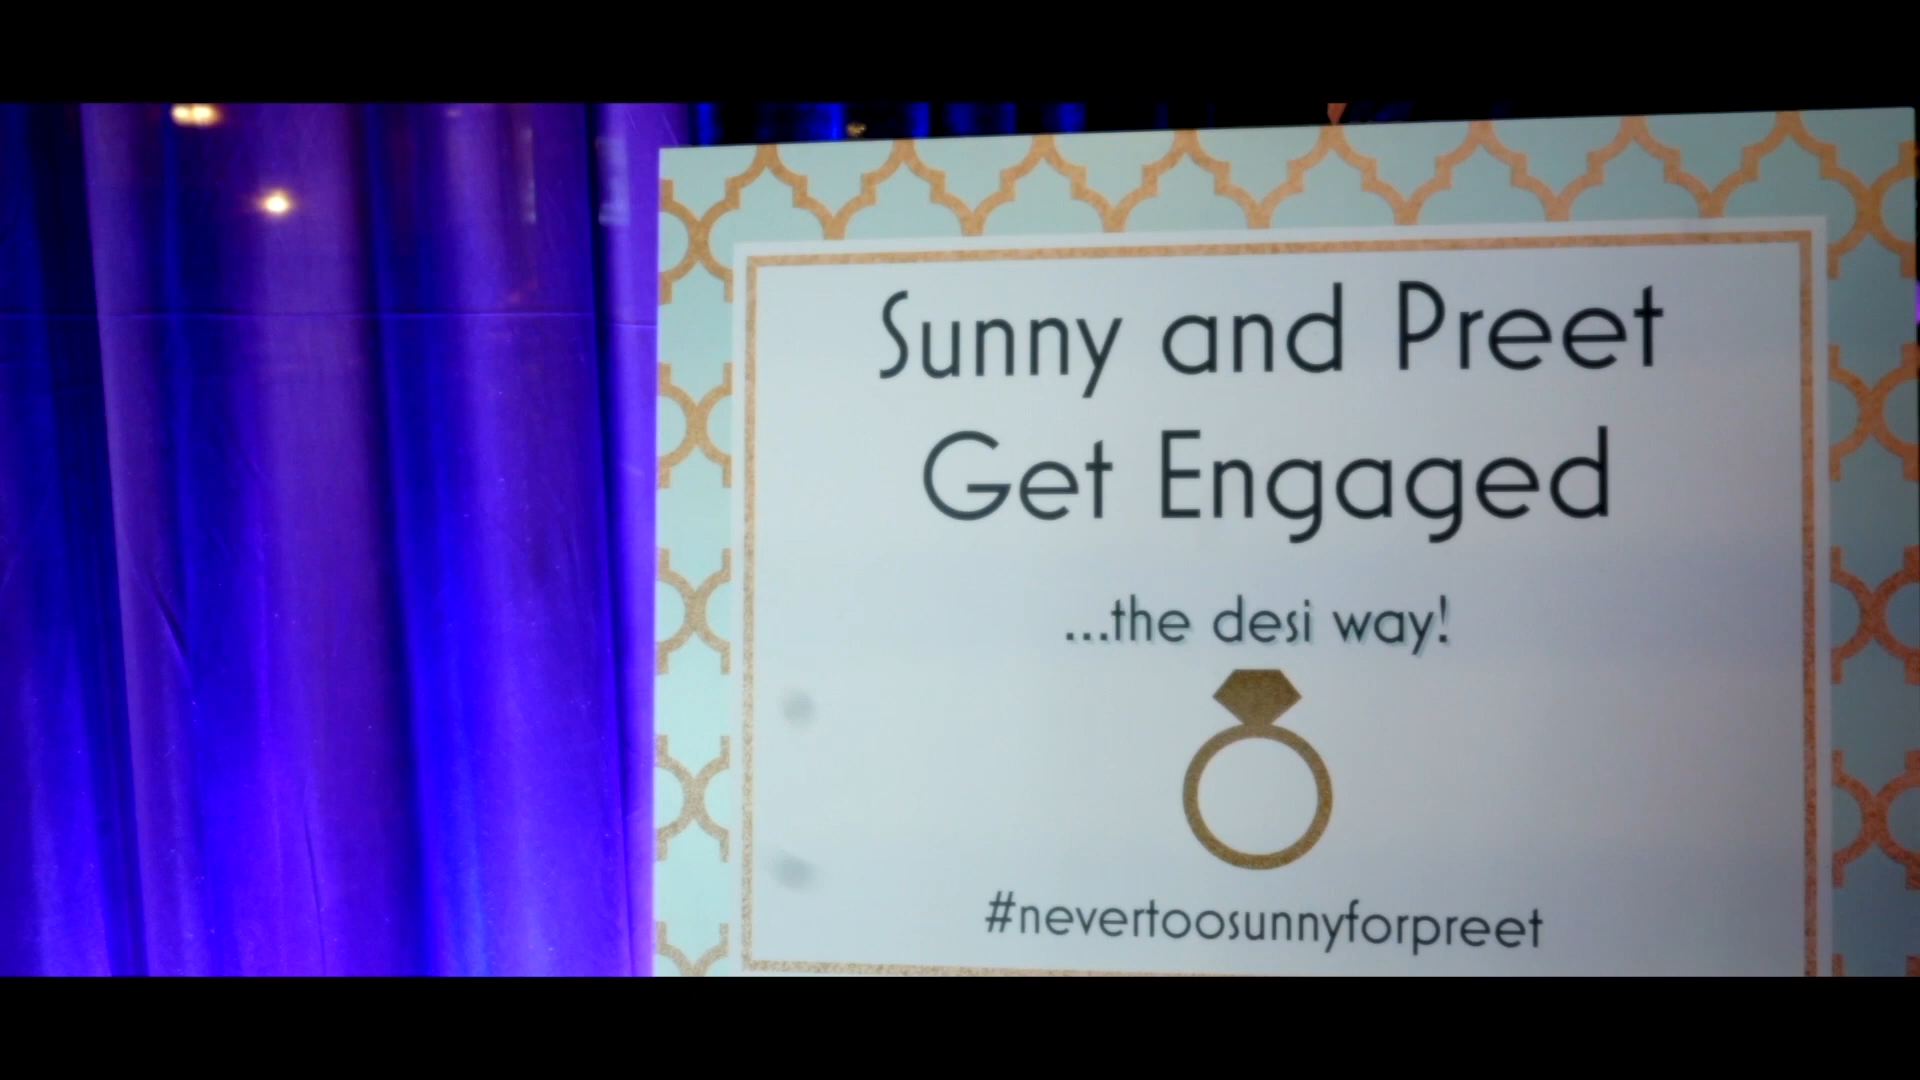 Sunny and Preet
Get Engaged
...the desi way!
#nevertoosunnyforpreet